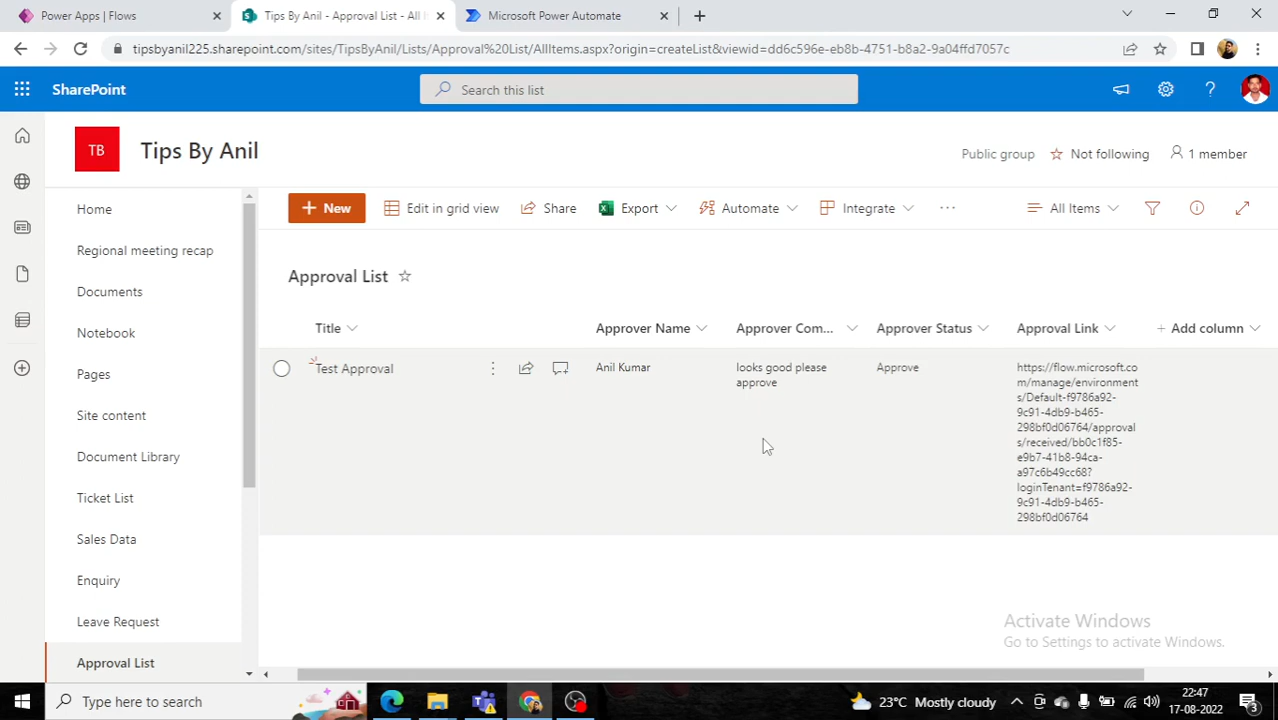 Power Apps | Flows
Tips By Anil - Approval List - All I
Microsoft Power Automate
tipsbyanil225.sharepoint.com/sites/TipsByAnil/Lists/Approval%20List/AllItems.aspx?origin=createList&viewid=dd6c596e-eb8b-4751-b8a2-9a04ffd7057c
SharePoint
Search this list
TB
Tips By Anil
Public group
Not following
1 member
Home
Regional meeting recap
Documents
Notebook
Pages
Site content
Document Library
Ticket List
Sales Data
Enquiry
Leave Request
Approval List
New
Edit in grid view
Share
Export
Automate
Integrate
All Items
Approval List
Title
Approver Name
Approver Com...
Approver Status
Approval Link
Add column
Test Approval
Anil Kumar
looks good please
approve
Approve
https://flow.microsoft.co
m/manage/environment
s/Default-f9786a92-
9c91-4db9-b465-
298bf0d06764/approval
s/received/bb0c1f85-
e9b7-41b8-94ca-
a97c6b49cc68?
loginTenant=f9786a92-
9c91-4db9-b465-
298bf0d06764
Activate Windows
Go to Settings to activate Windows.
Type here to search
23°C Mostly cloudy
22:47
17-08-2022
3